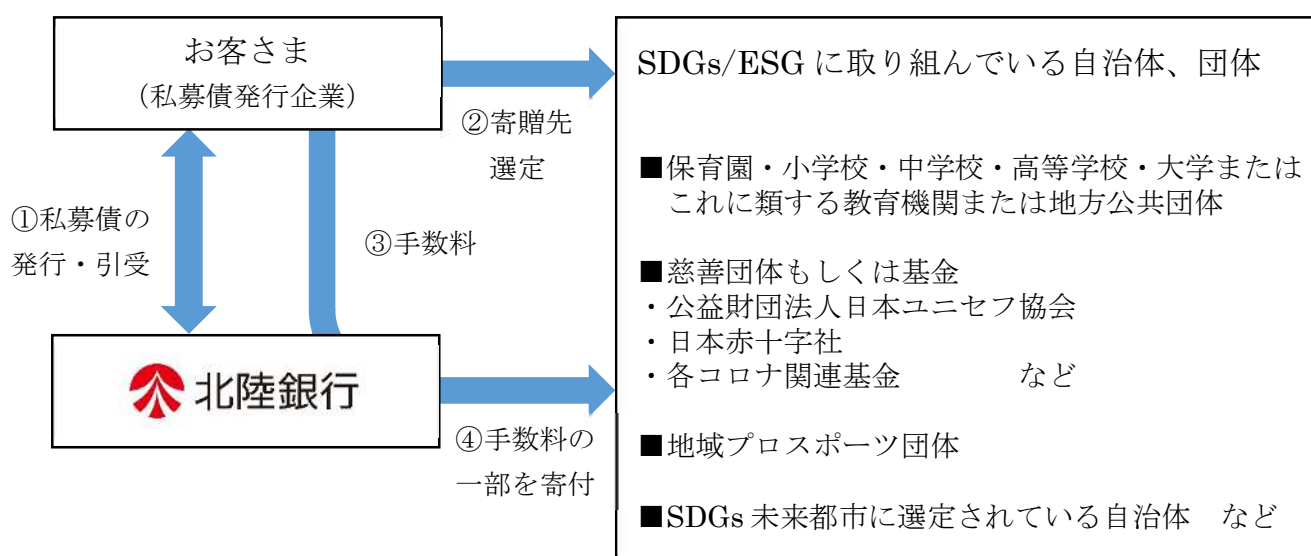 お客さま
（私募債発行企業）
②寄贈先
選定
①私募債の
発行・引受
③手数料
北陸銀行
④手数料の
一部を寄付
SDGs/ESG に取り組んでいる自治体、団体
■保育園・小学校・中学校・高等学校・大学または
これに類する教育機関または地方公共団体
■慈善団体もしくは基金
・公益財団法人日本ユニセフ協会
・日本赤十字社
・各コロナ関連基金　　　　など
■地域プロスポーツ団体
■SDGs 未来都市に選定されている自治体　など